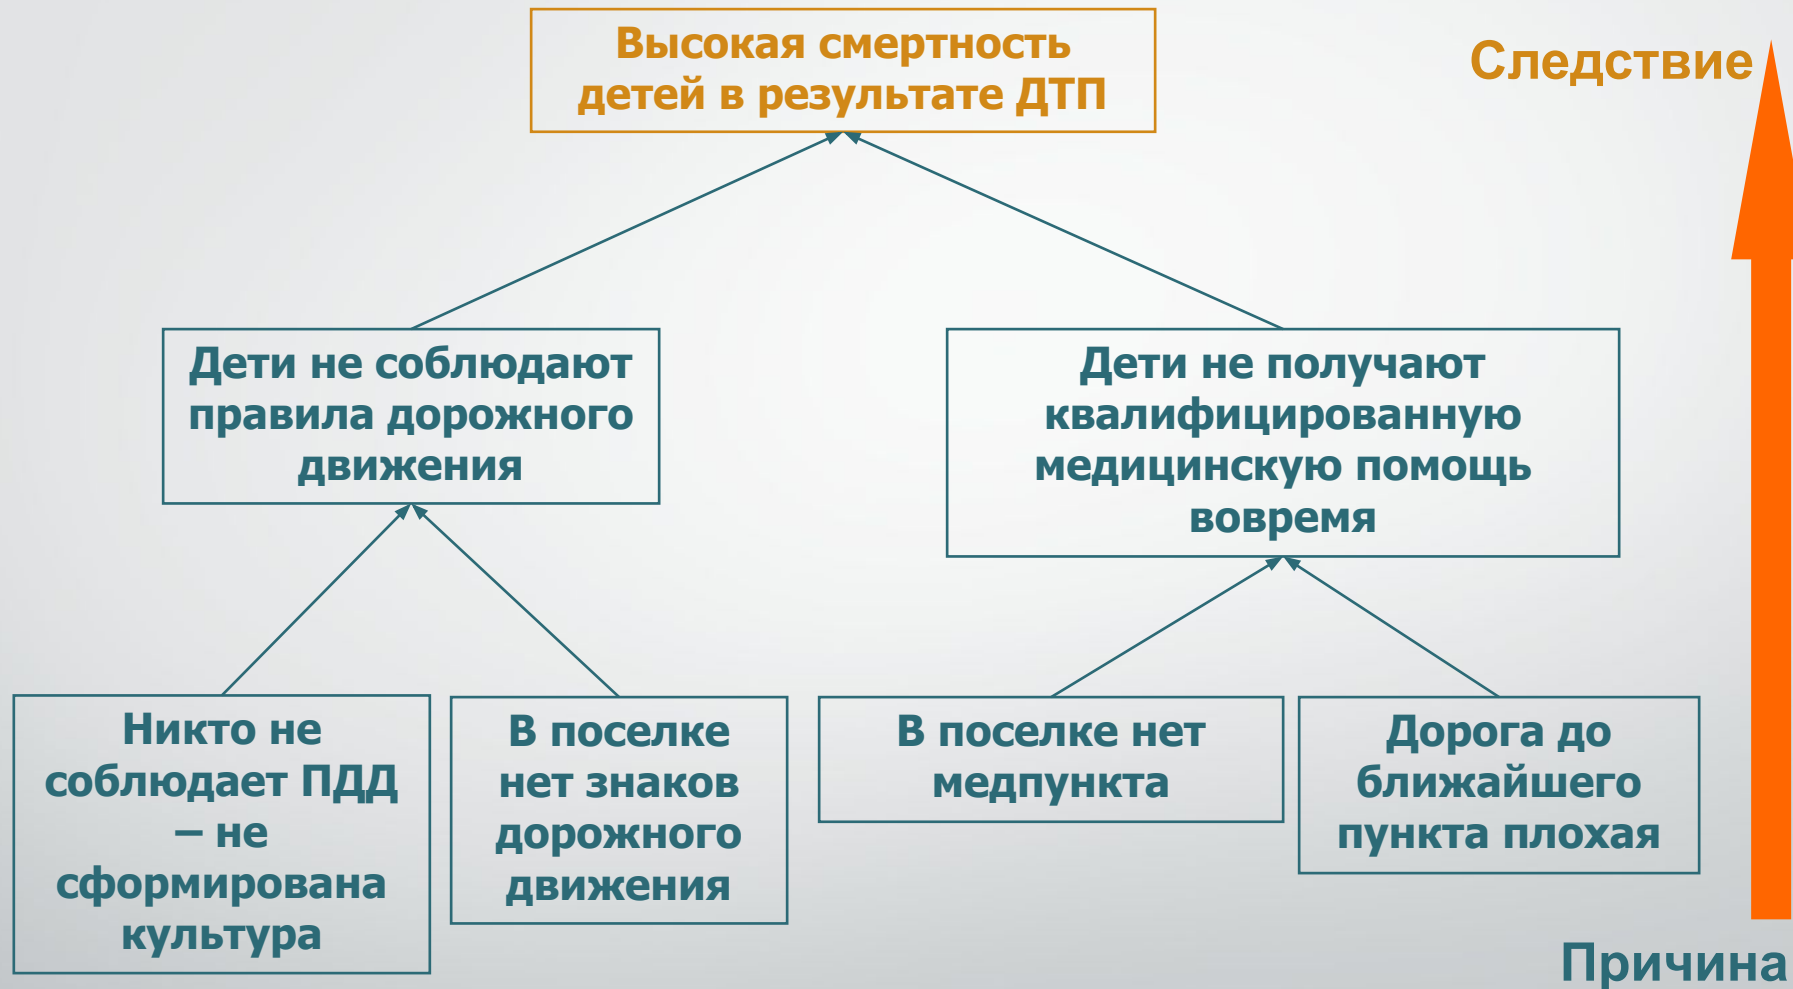 Высокая смертность
детей в результате ДТП
Следствие
Дети не соблюдают
правила дорожного
движения
Дети не получают
квалифицированную
медицинскую помощь
вовремя
Никто не
соблюдает ПДД
– не
сформирована
культура
В поселке
нет знаков
дорожного
движения
В поселке нет
медпункта
Дорога до
ближайшего
пункта плохая
Причина